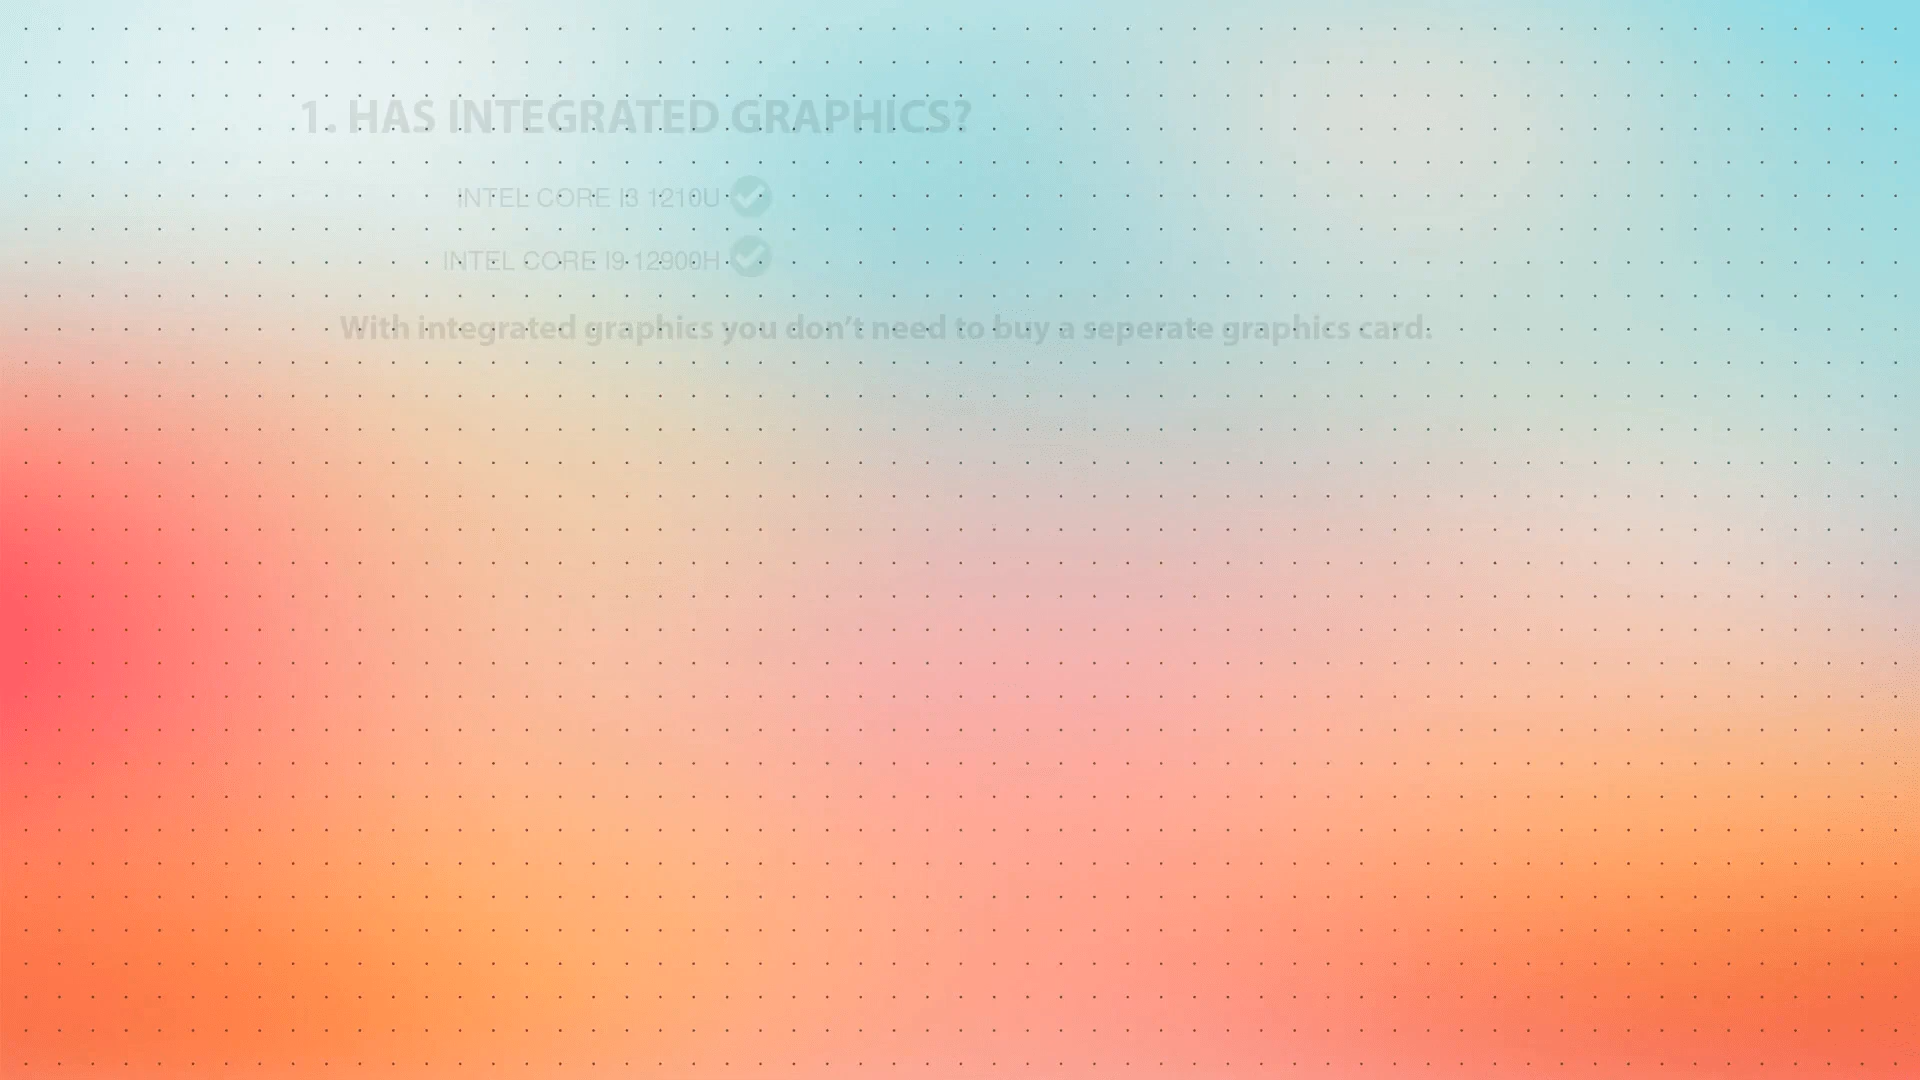 1. HAS INTEGRATED GRAPHICS?
INTEL CORE I3 1210U
INTEL CORE I9 12900H
With integrated graphics you don’t need to buy a seperate graphics card.